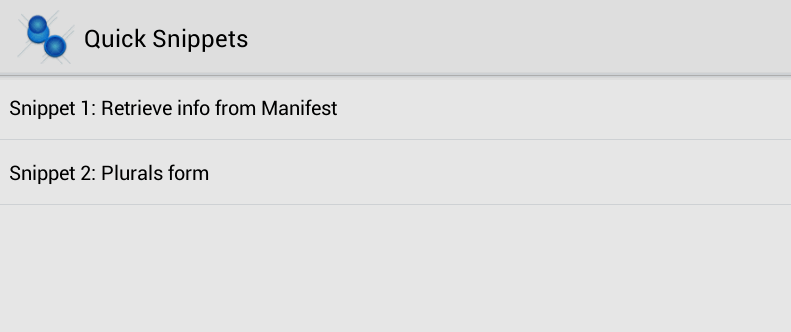 Quick Snippets
Snippet 1: Retrieve info from Manifest
Snippet 2: Plurals form